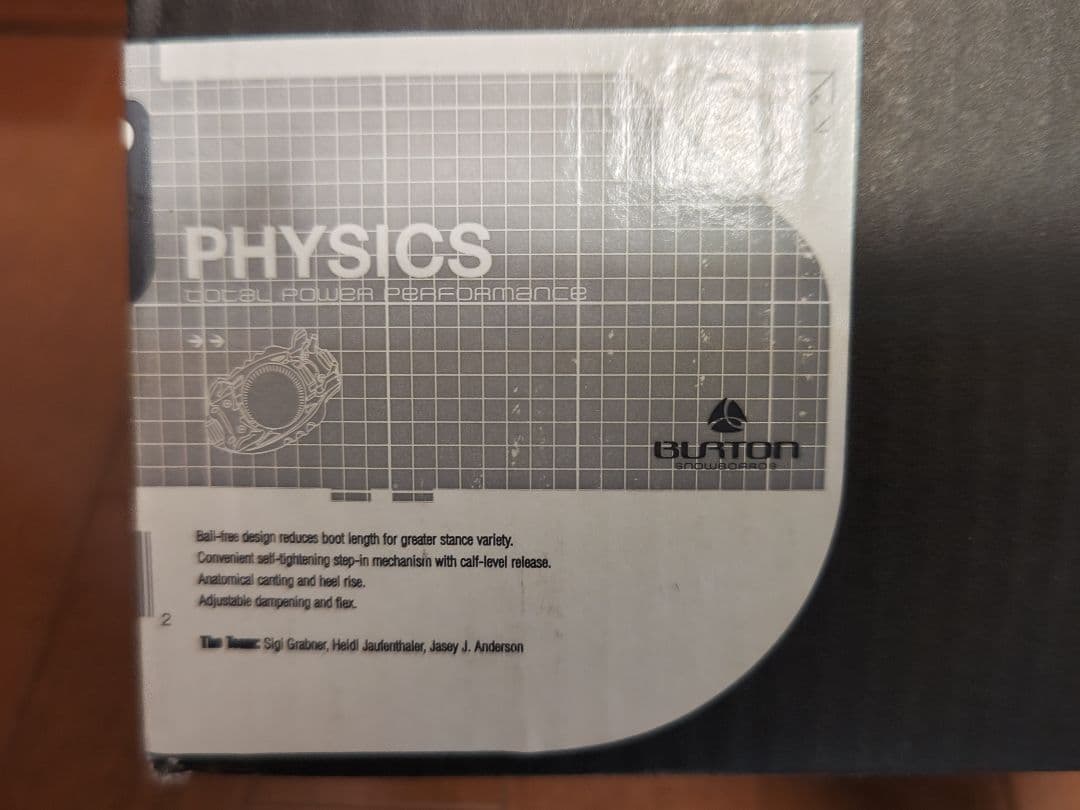 PHYSICS
TOTAL POWER PERFORMANCE
BURTON
SNOWBOARDS
Bail-free design reduces boot length for greater stance variety.
Convenient self-tightening step-in mechanism with calf-level release.
Anatomical canting and heel rise.
Adjustable dampening and flex.
2
The Team: Sigi Grabner, Heidi Jaufenthaler, Jasey J. Anderson